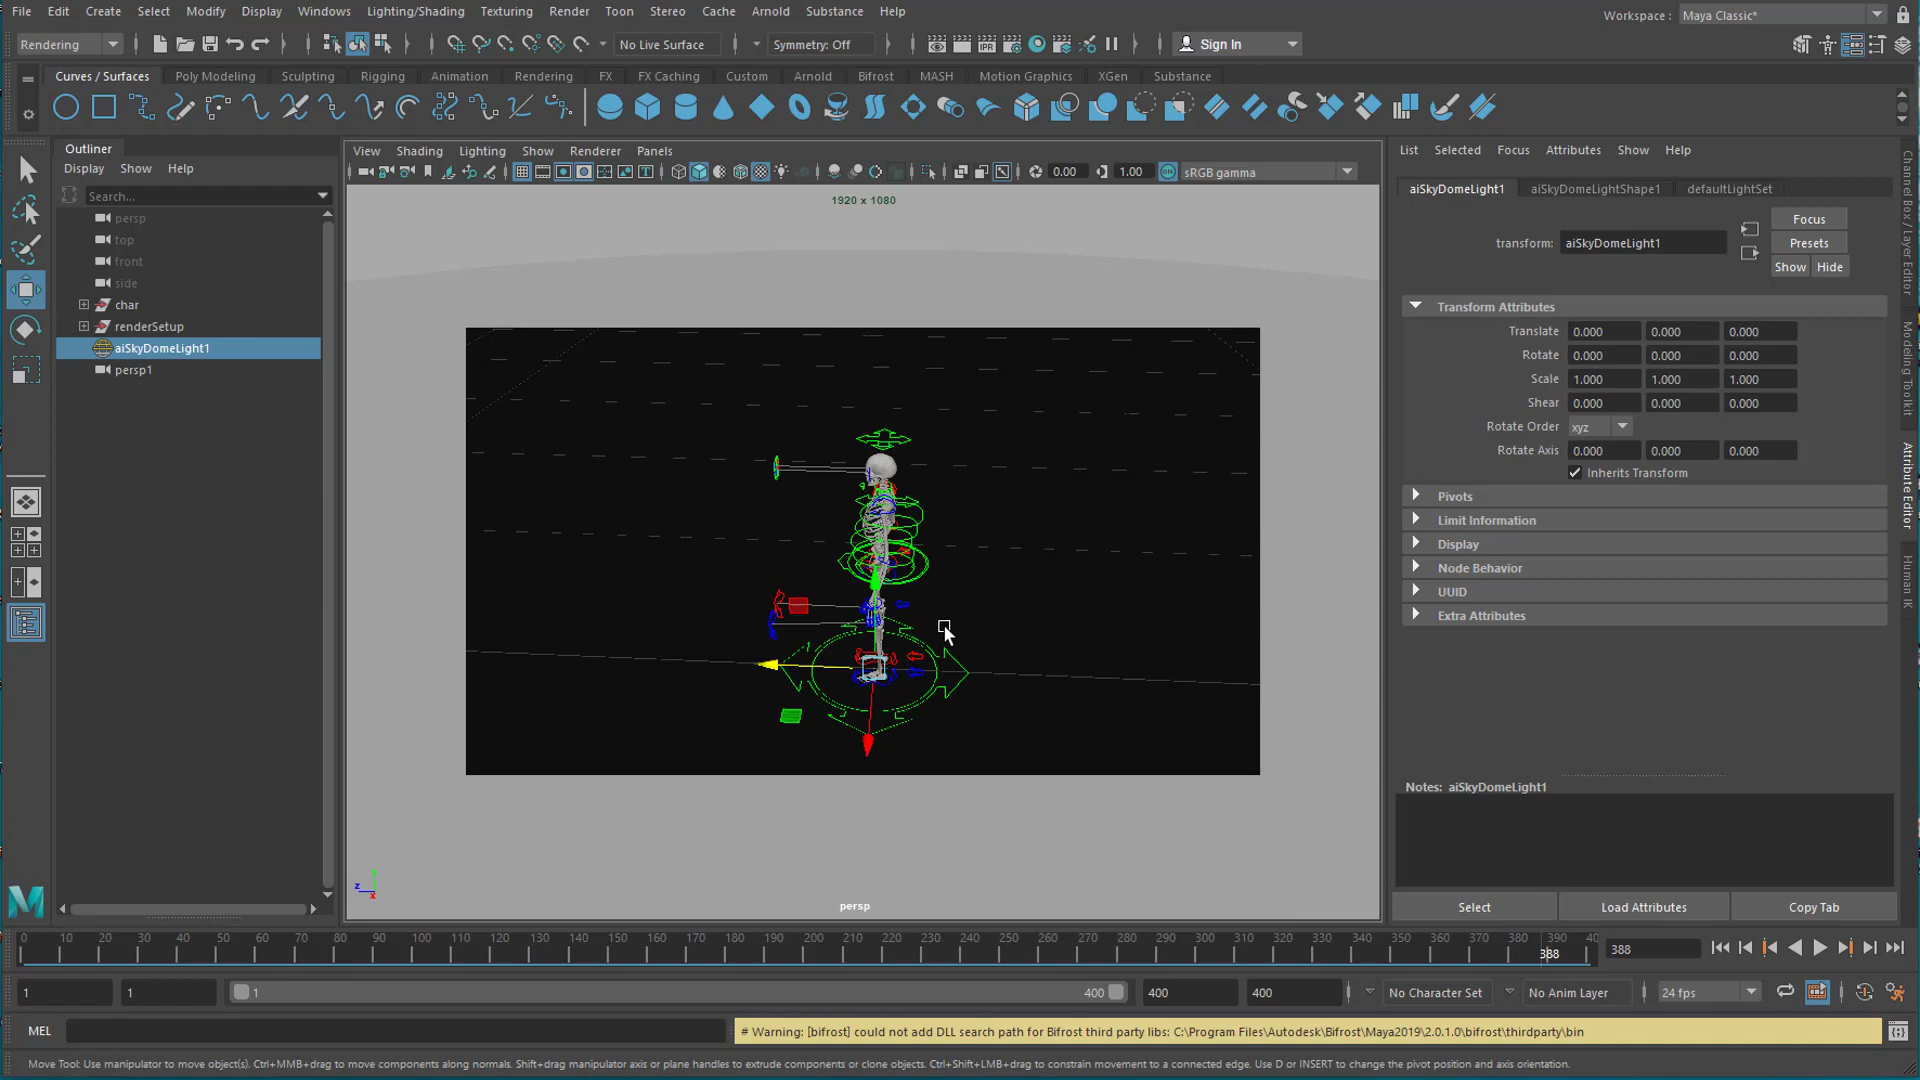 File Edit Create Select Modify Display Windows Lighting/Shading Texturing Render Toon Stereo Cache Arnold Substance Help
Workspace : Maya Classic*
Rendering No Live Surface Symmetry: Off Sign In
Curves / Surfaces Poly Modeling Sculpting Rigging Animation Rendering FX FX Caching Custom Arnold Bifrost MASH Motion Graphics XGen Substance
Outliner
Display Show Help
Search...
persp
top
front
side
char
renderSetup
aiSkyDomeLight1
persp1
View Shading Lighting Show Renderer Panels
IPR
0.00 1.00 ON sRGB gamma
1920 x 1080
persp
z
x
List Selected Focus Attributes Show Help
aiSkyDomeLight1 aiSkyDomeLightShape1 defaultLightSet
Focus
transform: aiSkyDomeLight1 Presets
Show Hide
Transform Attributes
Translate 0.000 0.000 0.000
Rotate 0.000 0.000 0.000
Scale 1.000 1.000 1.000
Shear 0.000 0.000 0.000
Rotate Order xyz
Rotate Axis 0.000 0.000 0.000
Inherits Transform
Pivots
Limit Information
Display
Node Behavior
UUID
Extra Attributes
Notes: aiSkyDomeLight1
Select Load Attributes Copy Tab
Channel Box / Layer Editor
Modeling Toolkit
Attribute Editor
Human IK
0 10 20 30 40 50 60 70 80 90 100 110 120 130 140 150 160 170 180 190 200 210 220 230 240 250 260 270 280 290 300 310 320 330 340 350 360 370 380 390 40
388 388
1 1 1 400 400 400 No Character Set No Anim Layer 24 fps
MEL # Warning: [bifrost] could not add DLL search path for Bifrost third party libs: C:\Program Files\Autodesk\Bifrost\Maya2019\2.0.1.0\bifrost\thirdparty\bin
Move Tool: Use manipulator to move object(s). Ctrl+MMB+drag to move components along normals. Shift+drag manipulator axis or plane handles to extrude components or clone objects. Ctrl+Shift+LMB+drag to constrain movement to a connected edge. Use D or INSERT to change the pivot position and axis orientation.